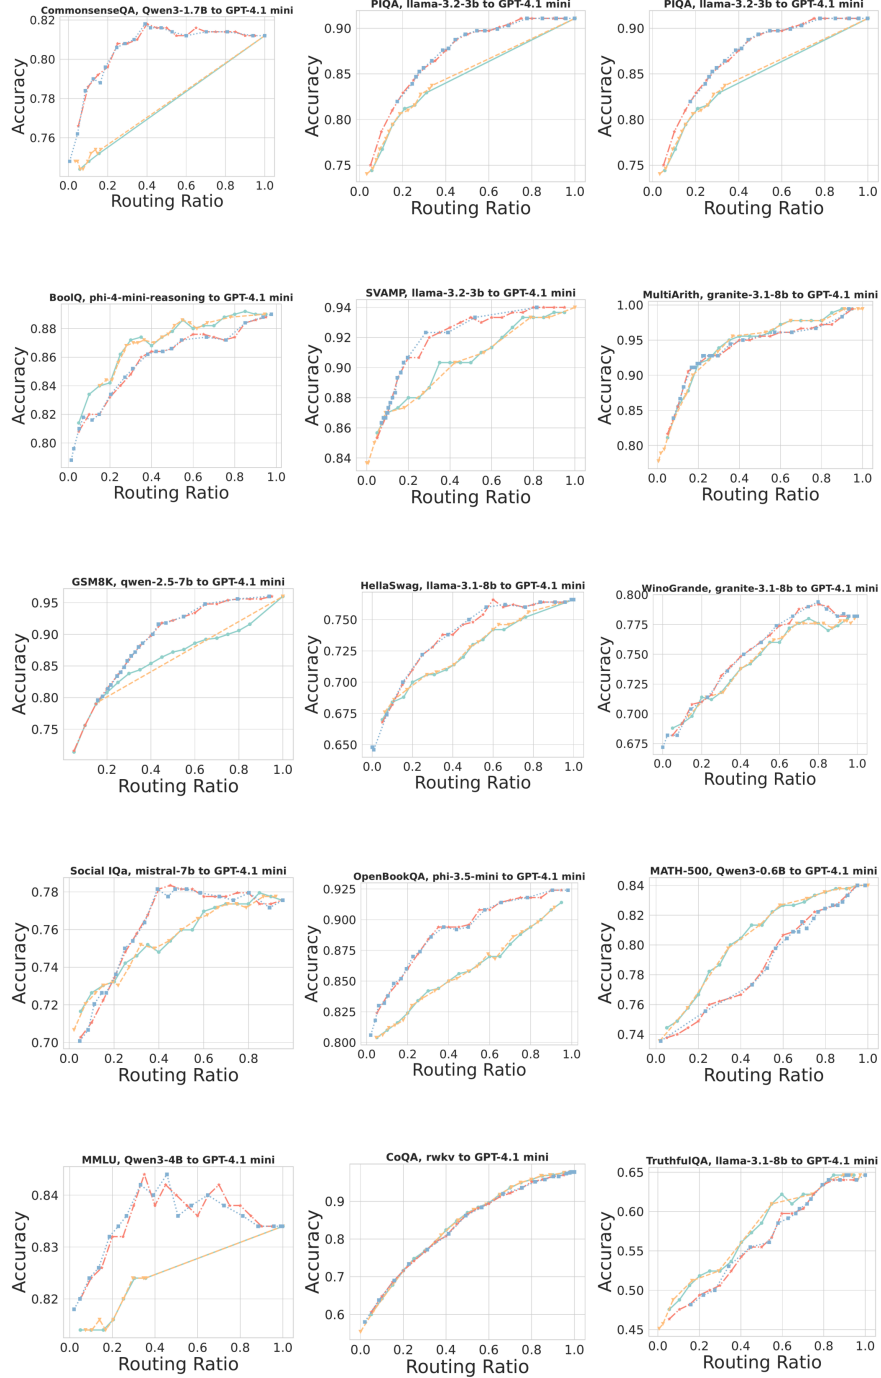 CommonsenseQA, Qwen3-1.7B to GPT-4.1 mini
Accuracy
0.82
0.80
0.78
0.76
0.0 0.2 0.4 0.6 0.8 1.0
Routing Ratio
PIQA, llama-3.2-3b to GPT-4.1 mini
Accuracy
0.90
0.85
0.80
0.75
0.0 0.2 0.4 0.6 0.8 1.0
Routing Ratio
PIQA, llama-3.2-3b to GPT-4.1 mini
Accuracy
0.90
0.85
0.80
0.75
0.0 0.2 0.4 0.6 0.8 1.0
Routing Ratio
BoolQ, phi-4-mini-reasoning to GPT-4.1 mini
Accuracy
0.88
0.86
0.84
0.82
0.80
0.0 0.2 0.4 0.6 0.8 1.0
Routing Ratio
SVAMP, llama-3.2-3b to GPT-4.1 mini
Accuracy
0.94
0.92
0.90
0.88
0.86
0.84
0.0 0.2 0.4 0.6 0.8 1.0
Routing Ratio
MultiArith, granite-3.1-8b to GPT-4.1 mini
Accuracy
1.00
0.95
0.90
0.85
0.80
0.0 0.2 0.4 0.6 0.8 1.0
Routing Ratio
GSM8K, qwen-2.5-7b to GPT-4.1 mini
Accuracy
0.95
0.90
0.85
0.80
0.75
0.2 0.4 0.6 0.8 1.0
Routing Ratio
HellaSwag, llama-3.1-8b to GPT-4.1 mini
Accuracy
0.750
0.725
0.700
0.675
0.650
0.0 0.2 0.4 0.6 0.8 1.0
Routing Ratio
WinoGrande, granite-3.1-8b to GPT-4.1 mini
Accuracy
0.800
0.775
0.750
0.725
0.700
0.675
0.0 0.2 0.4 0.6 0.8 1.0
Routing Ratio
Social IQa, mistral-7b to GPT-4.1 mini
Accuracy
0.78
0.76
0.74
0.72
0.70
0.0 0.2 0.4 0.6 0.8
Routing Ratio
OpenBookQA, phi-3.5-mini to GPT-4.1 mini
Accuracy
0.925
0.900
0.875
0.850
0.825
0.800
0.0 0.2 0.4 0.6 0.8 1.0
Routing Ratio
MATH-500, Qwen3-0.6B to GPT-4.1 mini
Accuracy
0.84
0.82
0.80
0.78
0.76
0.74
0.0 0.2 0.4 0.6 0.8 1.0
Routing Ratio
MMLU, Qwen3-4B to GPT-4.1 mini
Accuracy
0.84
0.83
0.82
0.0 0.2 0.4 0.6 0.8 1.0
Routing Ratio
CoQA, rwkv to GPT-4.1 mini
Accuracy
0.9
0.8
0.7
0.6
0.0 0.2 0.4 0.6 0.8 1.0
Routing Ratio
TruthfulQA, llama-3.1-8b to GPT-4.1 mini
Accuracy
0.65
0.60
0.55
0.50
0.45
0.0 0.2 0.4 0.6 0.8 1.0
Routing Ratio